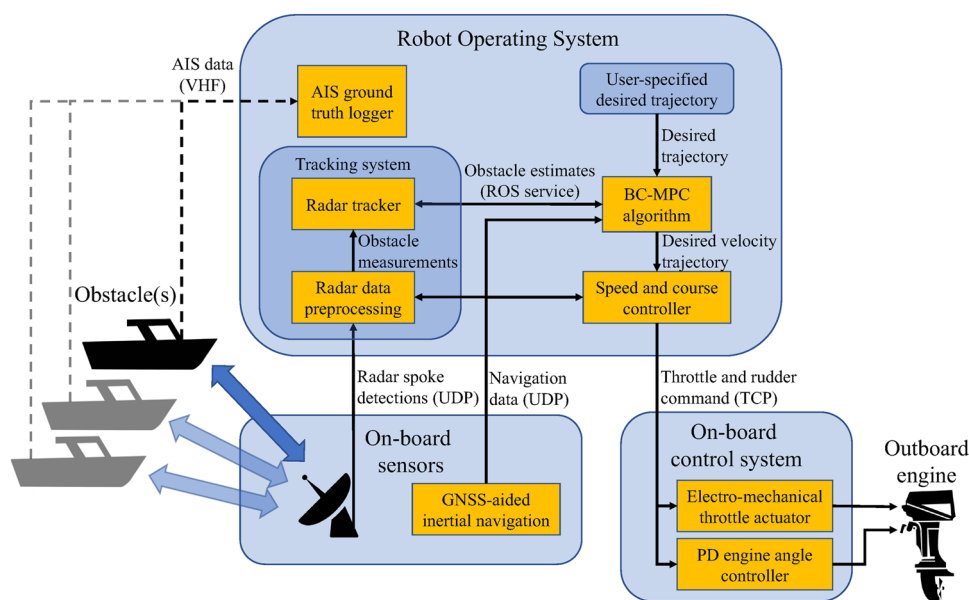 Robot Operating System
AIS data
(VHF)
AIS ground
truth logger
User-specified
desired trajectory
Desired
trajectory
Tracking system
Obstacle estimates
(ROS service)
Radar tracker
BC-MPC
algorithm
Obstacle
measurements
Desired velocity
trajectory
Radar data
preprocessing
Speed and course
controller
Obstacle(s)
Radar spoke
detections (UDP)
Navigation
data (UDP)
Throttle and rudder
command (TCP)
On-board
sensors
GNSS-aided
inertial navigation
On-board
control system
Electro-mechanical
throttle actuator
PD engine angle
controller
Outboard
engine